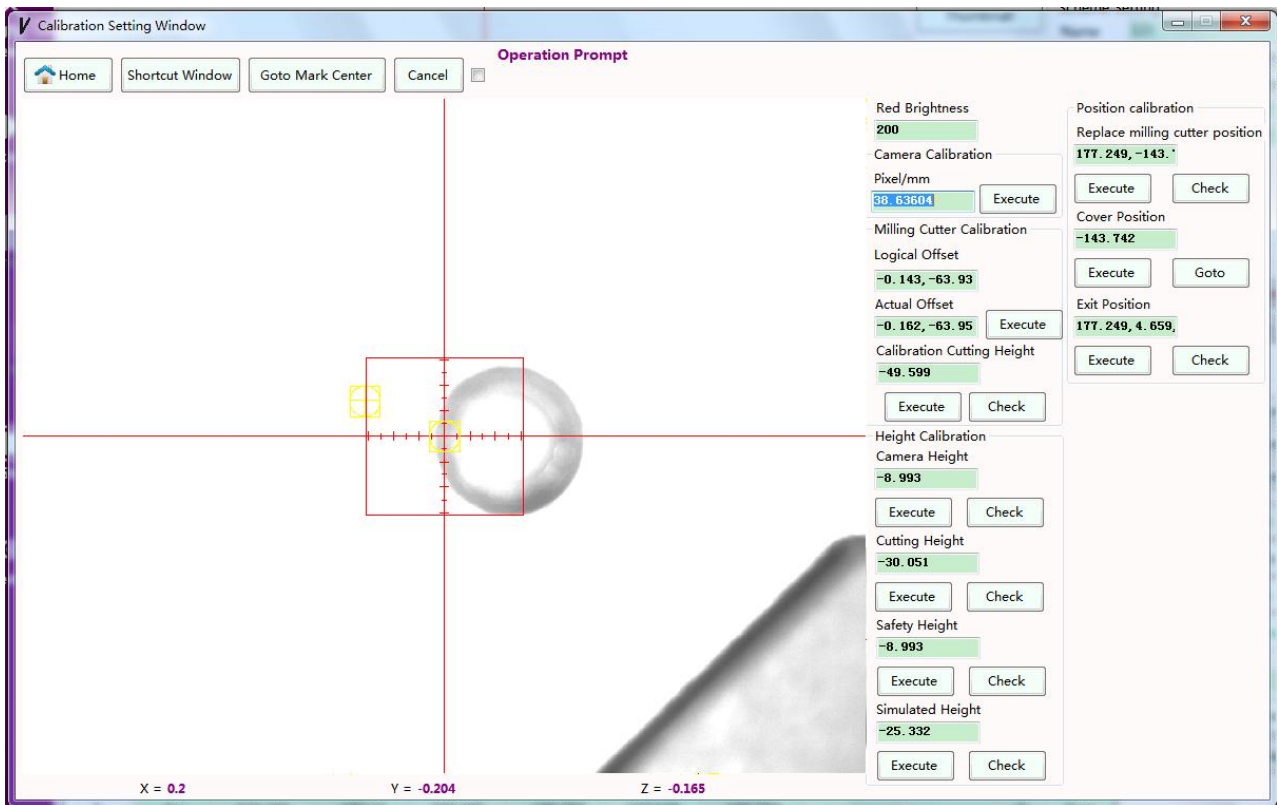 Calibration Setting Window
Operation Prompt
Home
Shortcut Window
Goto Mark Center
Cancel
Red Brightness
200
Camera Calibration
Pixel/mm
38.63604
Execute
Milling Cutter Calibration
Logical Offset
-0.143,-63.93
Actual Offset
-0.162,-63.95
Execute
Calibration Cutting Height
-49.599
Execute
Check
Height Calibration
Camera Height
-8.993
Execute
Check
Cutting Height
-30.051
Execute
Check
Safety Height
-8.993
Execute
Check
Simulated Height
-25.332
Execute
Check
Position calibration
Replace milling cutter position
177.249,-143.
Execute
Check
Cover Position
-143.742
Execute
Goto
Exit Position
177.249,4.659,
Execute
Check
X = 0.2
Y = -0.204
Z = -0.165